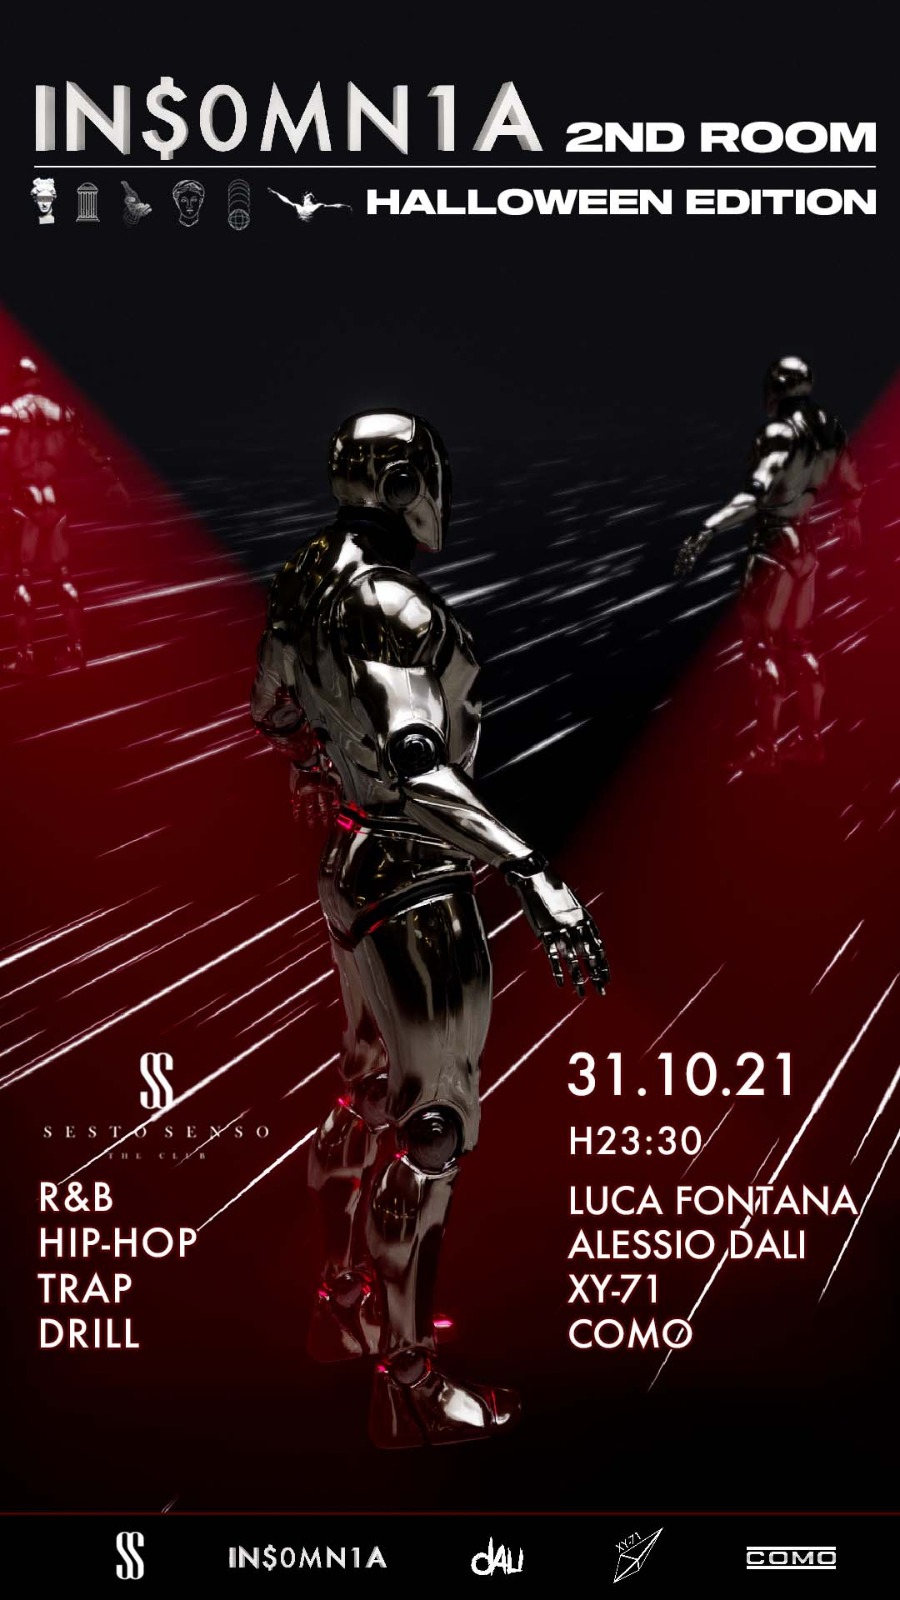 IN$0MN1A 2ND ROOM
HALLOWEEN EDITION
SS
SESTO SENSO
THE CLUB
R&B
HIP-HOP
TRAP
DRILL
31.10.21
H23:30
LUCA FONTANA
ALESSIO DALI
XY-71
COMO
SS IN$0MN1A dALI XY-71 COMO